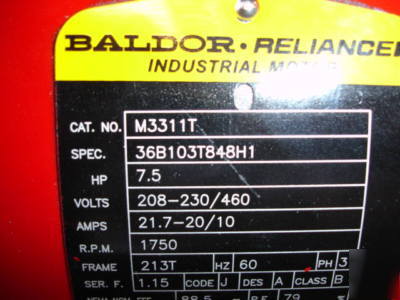 BALDOR • RELIANCE
INDUSTRIAL MOTOR
CAT. NO. M3311T
SPEC. 36B103T848H1
HP 7.5
VOLTS 208-230/460
AMPS 21.7-20/10
R.P.M. 1750
FRAME 213T HZ 60 PH 3
SER. F. 1.15 CODE J DES A CLASS B